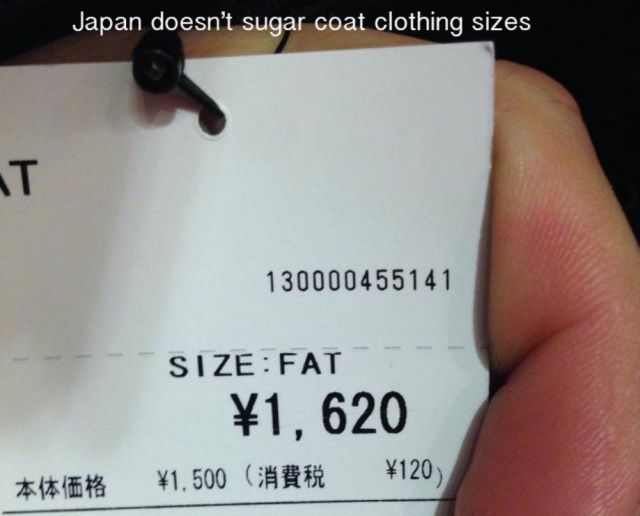 Japan doesn't sugar coat clothing sizes
AT
130000455141
SIZE:FAT
¥1,620
本体価格 ¥1,500 (消費税 ¥120)